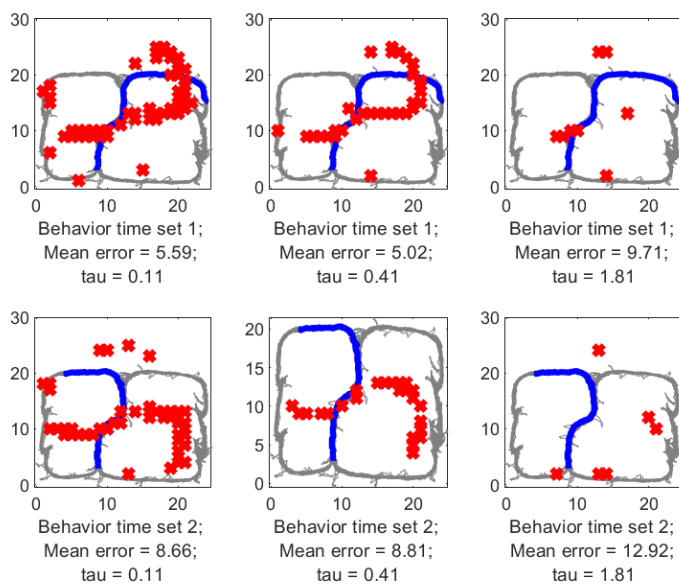 30
20
10
0
0 10 20
Behavior time set 1;
Mean error = 5.59;
tau = 0.11
30
20
10
0
0 10 20
Behavior time set 1;
Mean error = 5.02;
tau = 0.41
30
20
10
0
0 10 20
Behavior time set 1;
Mean error = 9.71;
tau = 1.81
30
20
10
0
0 10 20
Behavior time set 2;
Mean error = 8.66;
tau = 0.11
20
15
10
5
0
0 10 20
Behavior time set 2;
Mean error = 8.81;
tau = 0.41
30
20
10
0
0 10 20
Behavior time set 2;
Mean error = 12.92;
tau = 1.81